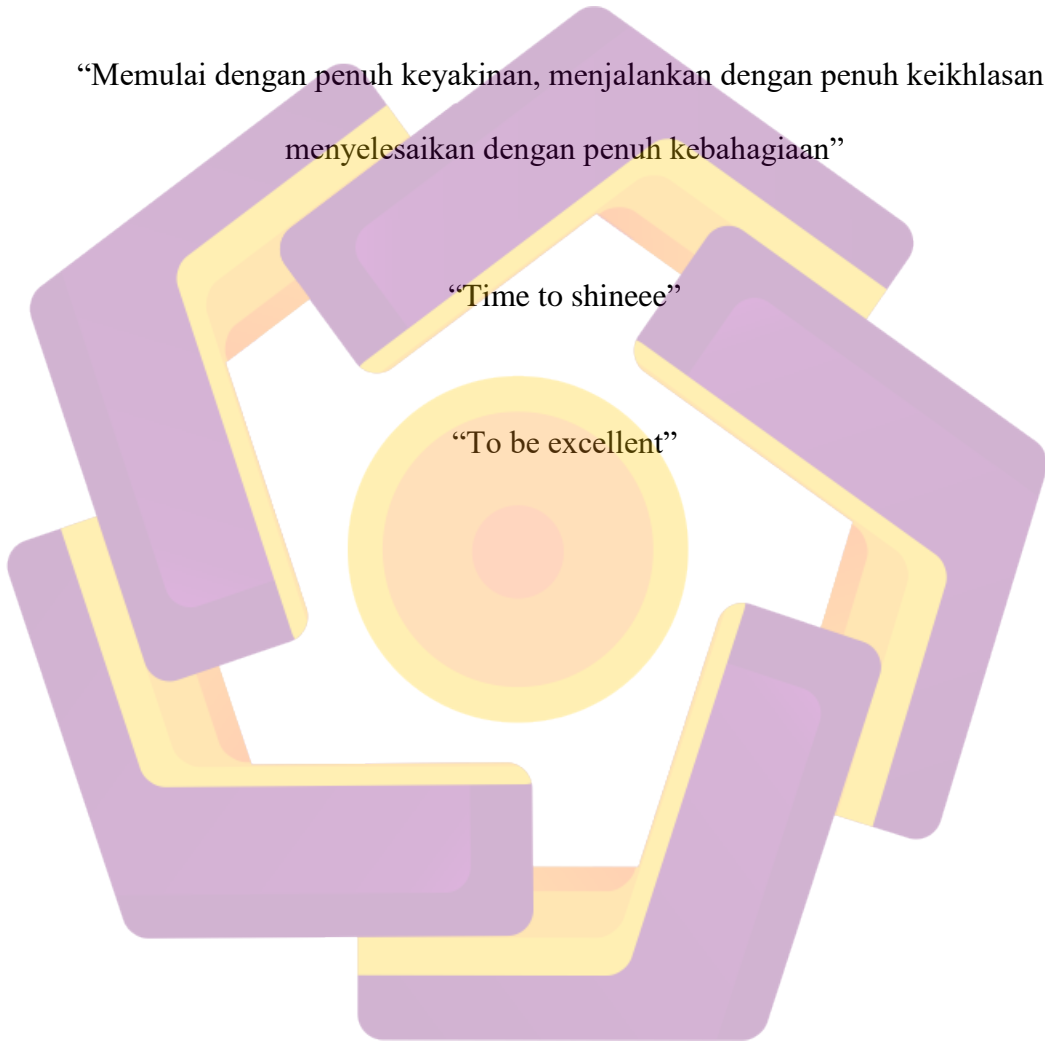 “Memulai dengan penuh keyakinan, menjalankan dengan penuh keikhlasan
menyelesaikan dengan penuh kebahagiaan”
“Time to shineee”
“To be excellent”